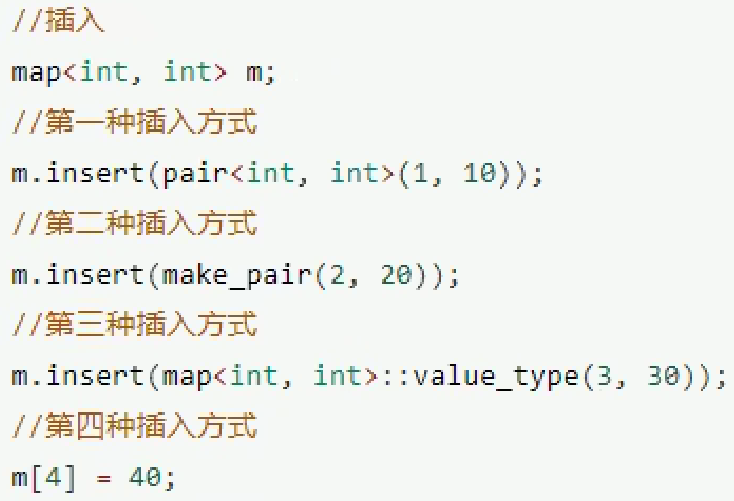 //插入
map<int, int> m;
//第一种插入方式
m.insert(pair<int, int>(1, 10));
//第二种插入方式
m.insert(make_pair(2, 20));
//第三种插入方式
m.insert(map<int, int>::value_type(3, 30));
//第四种插入方式
m[4] = 40;